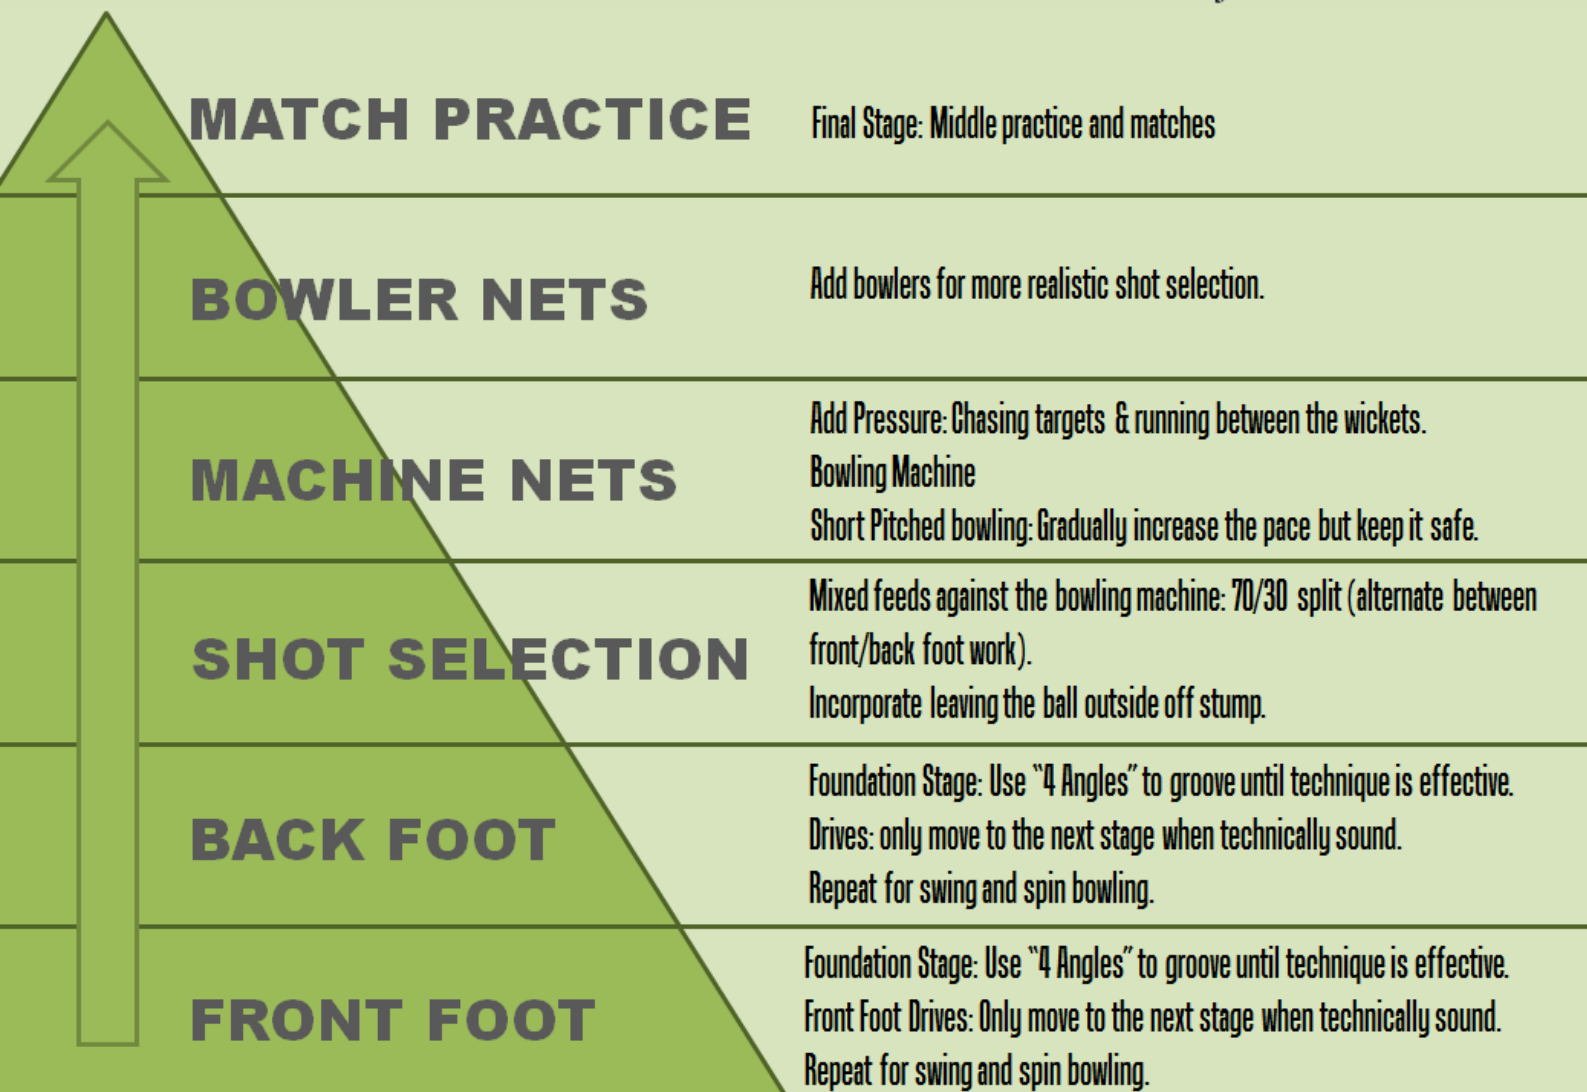 MATCH PRACTICE
Final Stage: Middle practice and matches
BOWLER NETS
Add bowlers for more realistic shot selection.
MACHINE NETS
Add Pressure: Chasing targets & running between the wickets.
Bowling Machine
Short Pitched bowling: Gradually increase the pace but keep it safe.
SHOT SELECTION
Mixed feeds against the bowling machine: 70/30 split (alternate between
front/back foot work).
Incorporate leaving the ball outside off stump.
BACK FOOT
Foundation Stage: Use “4 Angles” to groove until technique is effective.
Drives: only move to the next stage when technically sound.
Repeat for swing and spin bowling.
FRONT FOOT
Foundation Stage: Use “4 Angles” to groove until technique is effective.
Front Foot Drives: Only move to the next stage when technically sound.
Repeat for swing and spin bowling.